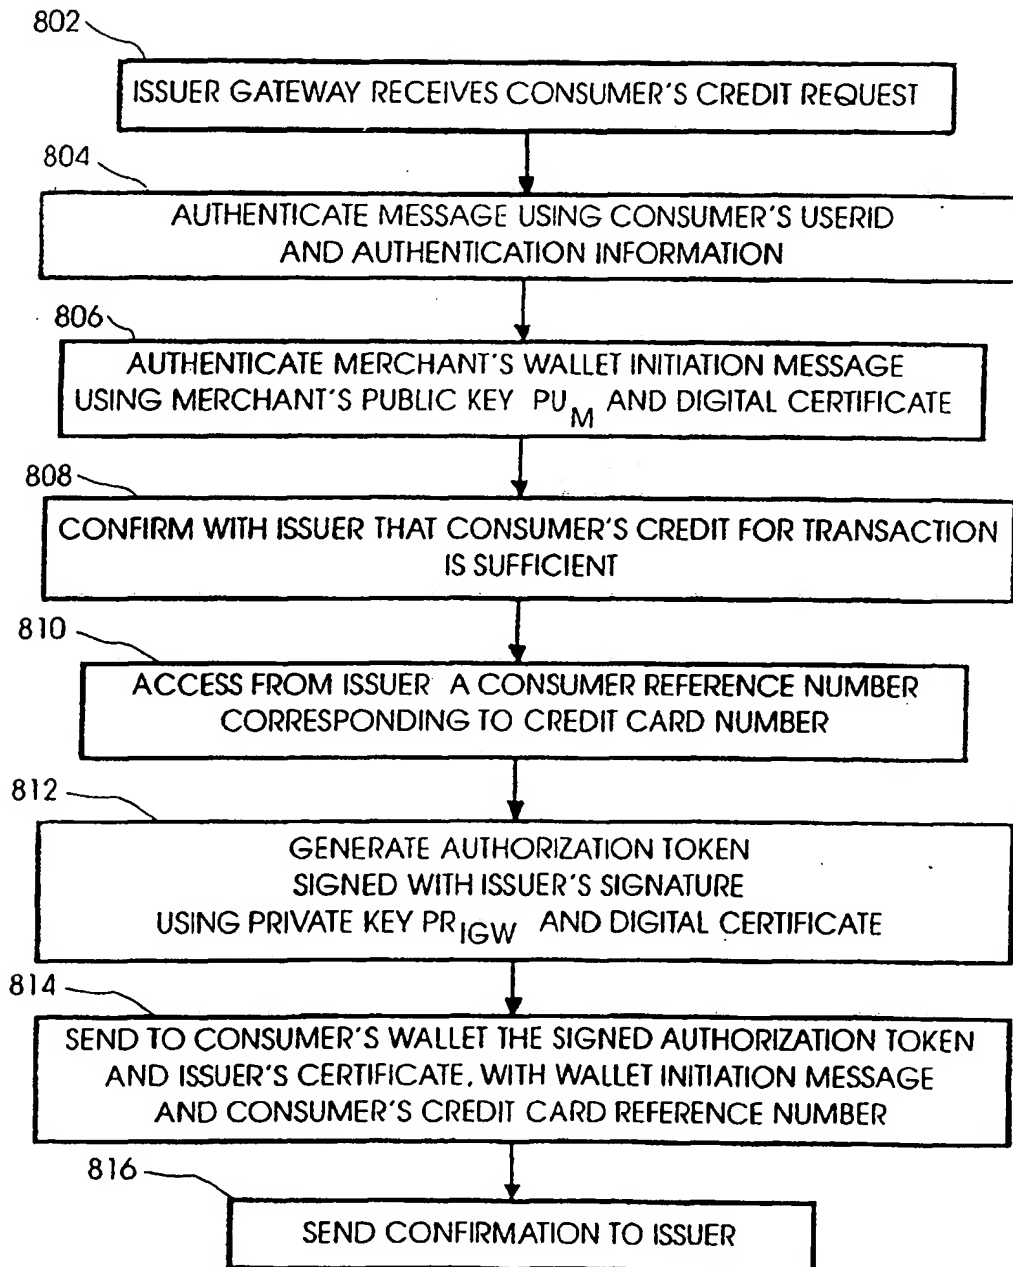 802
ISSUER GATEWAY RECEIVES CONSUMER'S CREDIT REQUEST
804
AUTHENTICATE MESSAGE USING CONSUMER'S USERID
AND AUTHENTICATION INFORMATION
806
AUTHENTICATE MERCHANT'S WALLET INITIATION MESSAGE
USING MERCHANT'S PUBLIC KEY PU_M AND DIGITAL CERTIFICATE
808
CONFIRM WITH ISSUER THAT CONSUMER'S CREDIT FOR TRANSACTION
IS SUFFICIENT
810
ACCESS FROM ISSUER A CONSUMER REFERENCE NUMBER
CORRESPONDING TO CREDIT CARD NUMBER
812
GENERATE AUTHORIZATION TOKEN
SIGNED WITH ISSUER'S SIGNATURE
USING PRIVATE KEY PR_IGW AND DIGITAL CERTIFICATE
814
SEND TO CONSUMER'S WALLET THE SIGNED AUTHORIZATION TOKEN
AND ISSUER'S CERTIFICATE, WITH WALLET INITIATION MESSAGE
AND CONSUMER'S CREDIT CARD REFERENCE NUMBER
816
SEND CONFIRMATION TO ISSUER